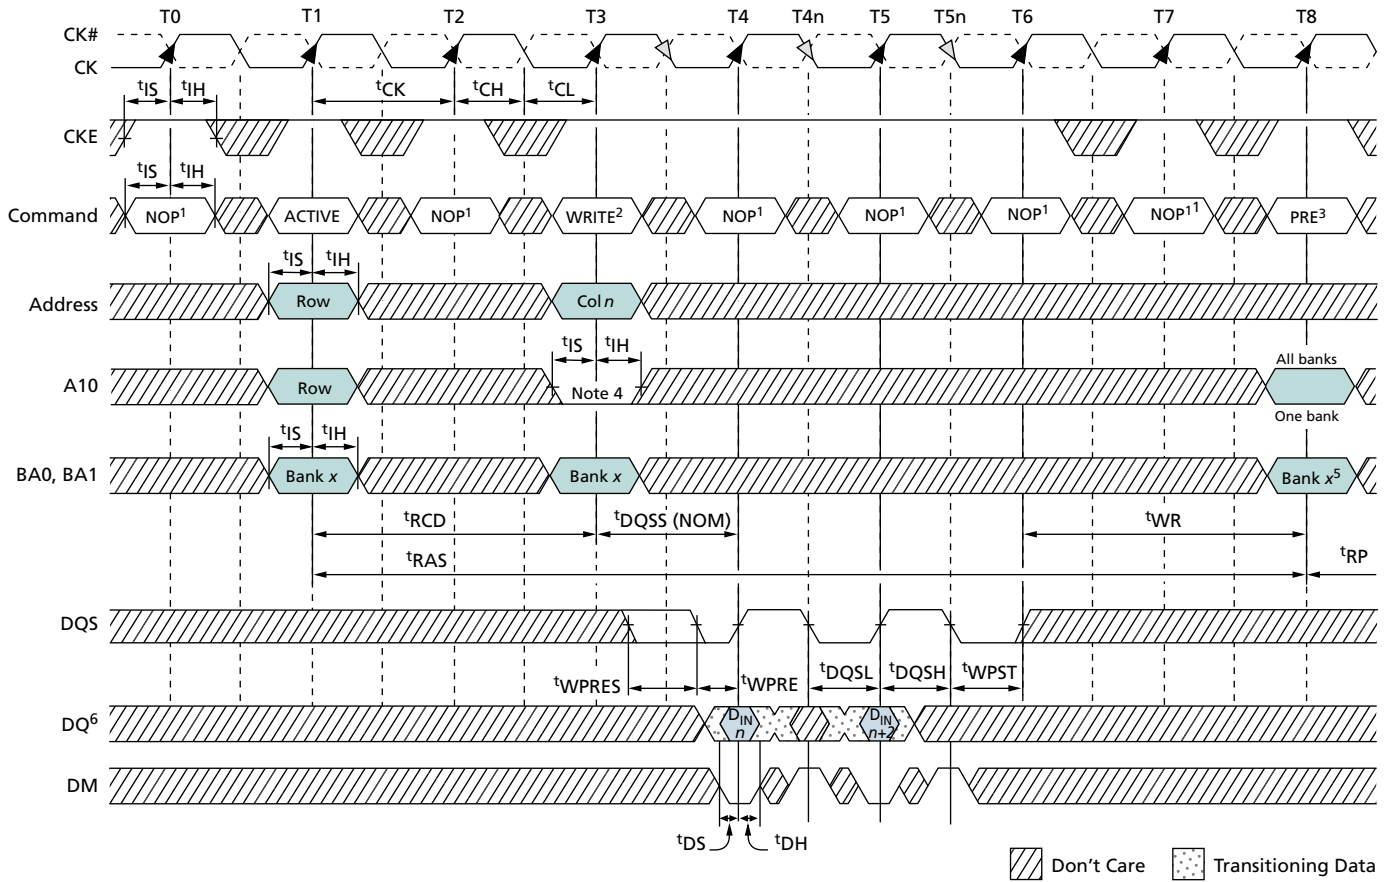 T0 T1 T2 T3 T4 T4n T5 T5n T6 T7 T8
CK#
CK
tIS tIH tCK tCH tCL
CKE
tIS tIH
Command NOP1 ACTIVE NOP1 WRITE2 NOP1 NOP1 NOP1 NOP11 PRE3
tIS tIH
Address Row Col n
tIS tIH All banks
A10 Row Note 4
One bank
tIS tIH
BA0, BA1 Bank x Bank x Bank x5
tRCD tDQSS (NOM) tWR
tRAS tRP
DQS
tWPRES tWPRE tDQSL tDQSH tWPST
DQ6 DIN DIN
n n+2
DM
tDS tDH
Don't Care Transitioning Data